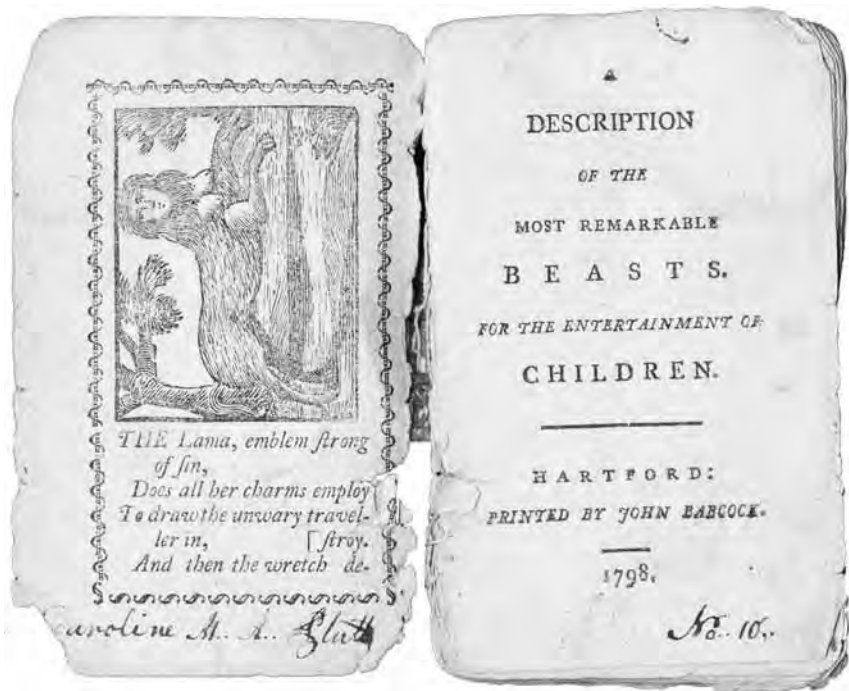 THE Lama, emblem ſtrong
of ſin,
Does all her charms employ
To draw the unwary travel-
ler in, [ſtroy.
And then the wretch de-
Caroline M. A.
A
DESCRIPTION
OF THE
MOST REMARKABLE
BEASTS.
FOR THE ENTERTAINMENT OF
CHILDREN.
HARTFORD:
PRINTED BY JOHN BABCOCK.
1798.
No. 10.